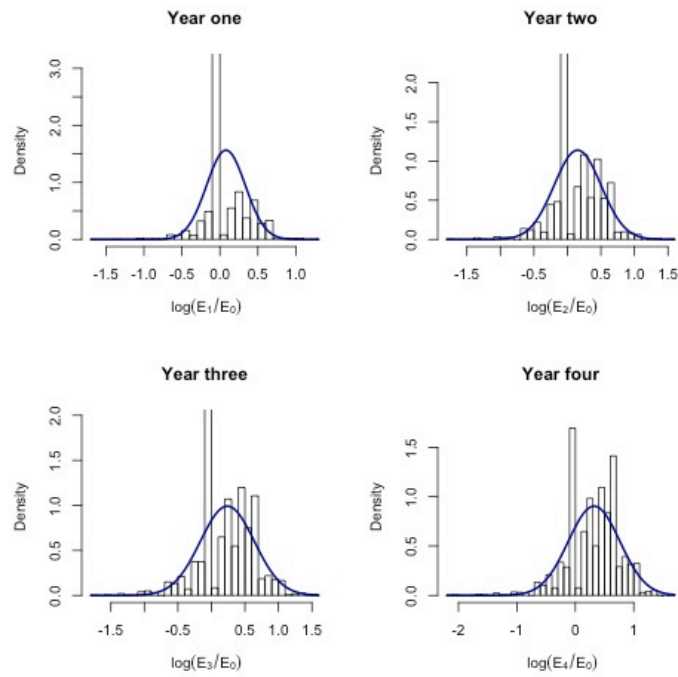 Year one
Density
0.0 1.0 2.0 3.0
-1.5 -1.0 -0.5 0.0 0.5 1.0
log(E₁/E₀)
Year two
Density
0.0 0.5 1.0 1.5 2.0
-1.5 -0.5 0.5 1.0 1.5
log(E₂/E₀)
Year three
Density
0.0 0.5 1.0 1.5 2.0
-1.5 -0.5 0.5 1.0 1.5
log(E₃/E₀)
Year four
Density
0.0 0.5 1.0 1.5
-2 -1 0 1
log(E₄/E₀)